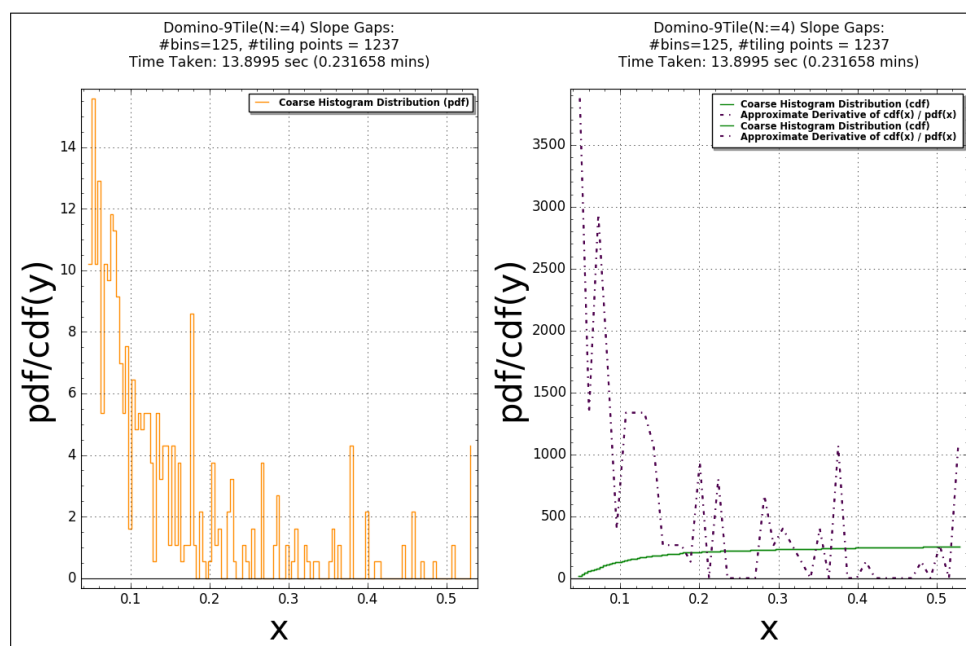 Domino-9Tile(N:=4) Slope Gaps:
#bins=125, #tiling points = 1237
Time Taken: 13.8995 sec (0.231658 mins)
Coarse Histogram Distribution (pdf)
14
12
10
8
6
4
2
0
pdf/cdf(y)
0.1 0.2 0.3 0.4 0.5
x
Domino-9Tile(N:=4) Slope Gaps:
#bins=125, #tiling points = 1237
Time Taken: 13.8995 sec (0.231658 mins)
Coarse Histogram Distribution (cdf)
Approximate Derivative of cdf(x) / pdf(x)
Coarse Histogram Distribution (cdf)
Approximate Derivative of cdf(x) / pdf(x)
3500
3000
2500
2000
1500
1000
500
0
pdf/cdf(y)
0.1 0.2 0.3 0.4 0.5
x